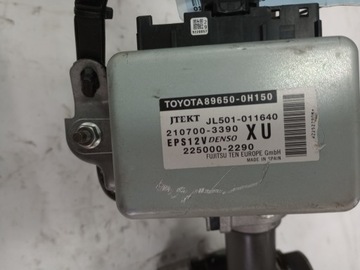 TOYOTA89650-0H150
JTEKT JL501-011640
210700-3390 XU
EPS12V DENSO
225000-2290
FUJITSU TEN EUROPE GmbH
MADE IN SPAIN